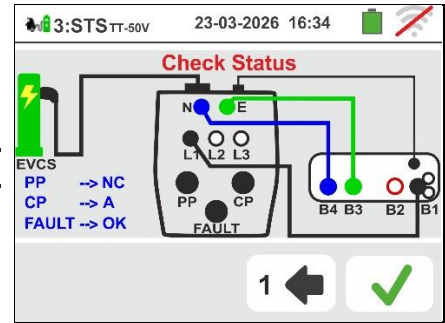 3:STS TT-50V 23-03-2026 16:34
Check Status
N E
L1 L2 L3
EVCS
PP --> NC
CP --> A
FAULT --> OK
PP CP
FAULT
B4 B3 B2 B1
1